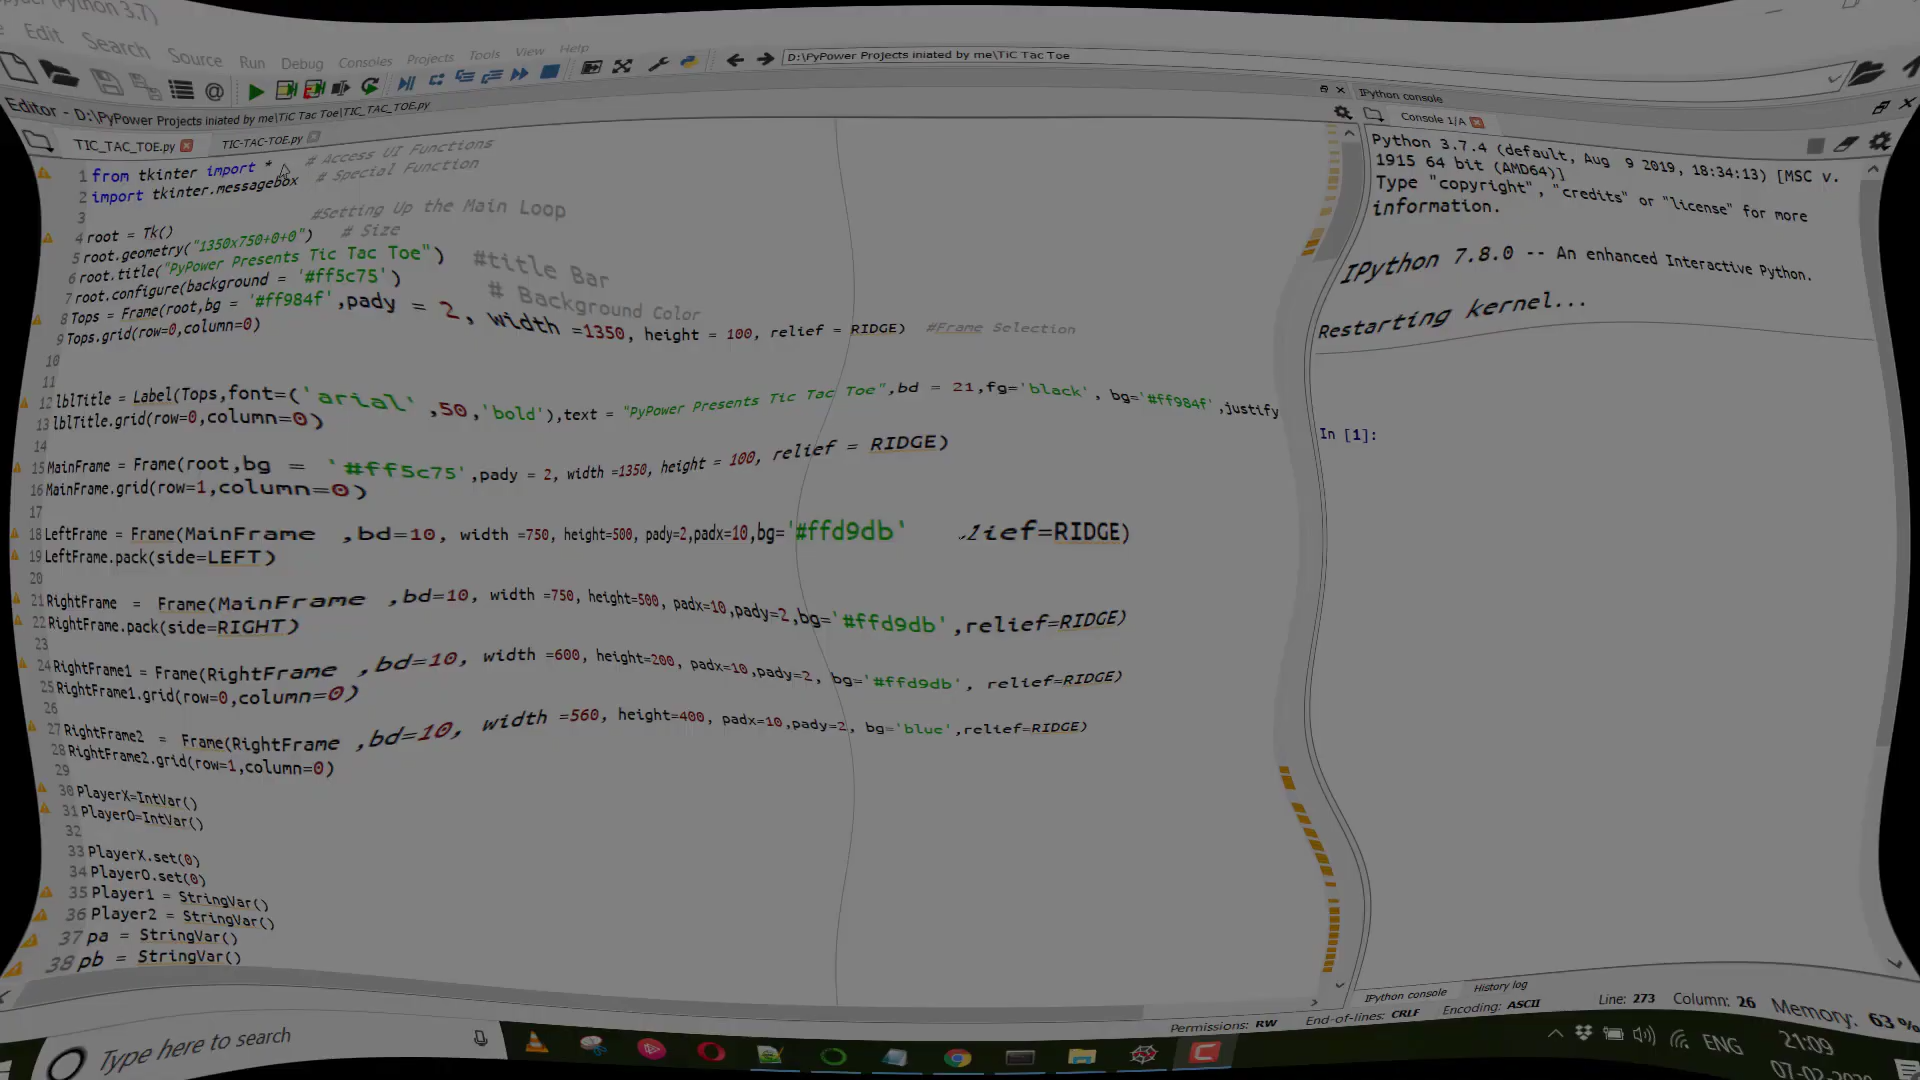 Spyder (Python 3.7)
Edit Search Source Run Debug Consoles Projects Tools View Help
D:\PyPower Projects iniated by me\TiC Tac Toe
Editor - D:\PyPower Projects iniated by me\TiC Tac Toe\TIC_TAC_TOE.py
TIC_TAC_TOE.py TIC-TAC-TOE.py
1 from tkinter import * # Access UI Functions
2 import tkinter.messagebox # Special Function
3 #Setting Up the Main Loop
4 root = Tk()
5 root.geometry("1350x750+0+0") # Size
6 root.title("PyPower Presents Tic Tac Toe") #title Bar
7 root.configure(background = '#ff5c75') # Background Color
8 Tops = Frame(root,bg = '#ff984f',pady = 2, width =1350, height = 100, relief = RIDGE) #Frame Selection
9 Tops.grid(row=0,column=0)
10
11
12 lblTitle = Label(Tops,font=('arial',50,'bold'),text = "PyPower Presents Tic Tac Toe",bd = 21,fg='black', bg='#ff984f',justify
13 lblTitle.grid(row=0,column=0)
14
15 MainFrame = Frame(root,bg = '#ff5c75',pady = 2, width =1350, height = 100, relief = RIDGE)
16 MainFrame.grid(row=1,column=0)
17
18 LeftFrame = Frame(MainFrame ,bd=10, width =750, height=500, pady=2,padx=10,bg='#ffd9db' lief=RIDGE)
19 LeftFrame.pack(side=LEFT)
20
21 RightFrame = Frame(MainFrame ,bd=10, width =750, height=500, padx=10,pady=2,bg='#ffd9db',relief=RIDGE)
22 RightFrame.pack(side=RIGHT)
23
24 RightFrame1 = Frame(RightFrame ,bd=10, width =600, height=200, padx=10,pady=2, bg='#ffd9db', relief=RIDGE)
25 RightFrame1.grid(row=0,column=0)
26
27 RightFrame2 = Frame(RightFrame ,bd=10, width =560, height=400, padx=10,pady=2, bg='blue',relief=RIDGE)
28 RightFrame2.grid(row=1,column=0)
29
30 PlayerX=IntVar()
31 PlayerO=IntVar()
32
33 PlayerX.set(0)
34 PlayerO.set(0)
35 Player1 = StringVar()
36 Player2 = StringVar()
37 pa = StringVar()
38 pb = StringVar()
IPython console
Console 1/A
Python 3.7.4 (default, Aug 9 2019, 18:34:13) [MSC v.
1915 64 bit (AMD64)]
Type "copyright", "credits" or "license" for more
information.
IPython 7.8.0 -- An enhanced Interactive Python.
Restarting kernel...
In [1]:
IPython console History log
Permissions: RW End-of-lines: CRLF Encoding: ASCII Line: 273 Column: 26 Memory: 63 %
Type here to search
ENG
21:09